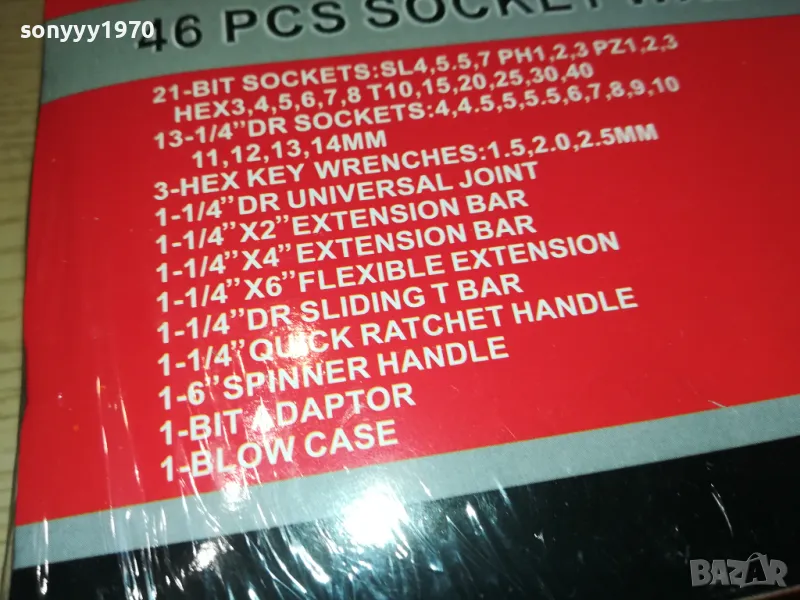 sonyyy1970
46 PCS SOCKET
21-BIT SOCKETS:SL4,5.5,7 PH1,2,3 PZ1,2,3
HEX3,4,5,6,7,8 T10,15,20,25,30,40
13-1/4"DR SOCKETS:4,4.5,5,5.5,6,7,8,9,10
11,12,13,14MM
3-HEX KEY WRENCHES:1.5,2.0,2.5MM
1-1/4"DR UNIVERSAL JOINT
1-1/4"X2"EXTENSION BAR
1-1/4"X4"EXTENSION BAR
1-1/4"X6"FLEXIBLE EXTENSION
1-1/4"DR SLIDING T BAR
1-1/4"QUICK RATCHET HANDLE
1-6"SPINNER HANDLE
1-BIT ADAPTOR
1-BLOW CASE
BAZAR